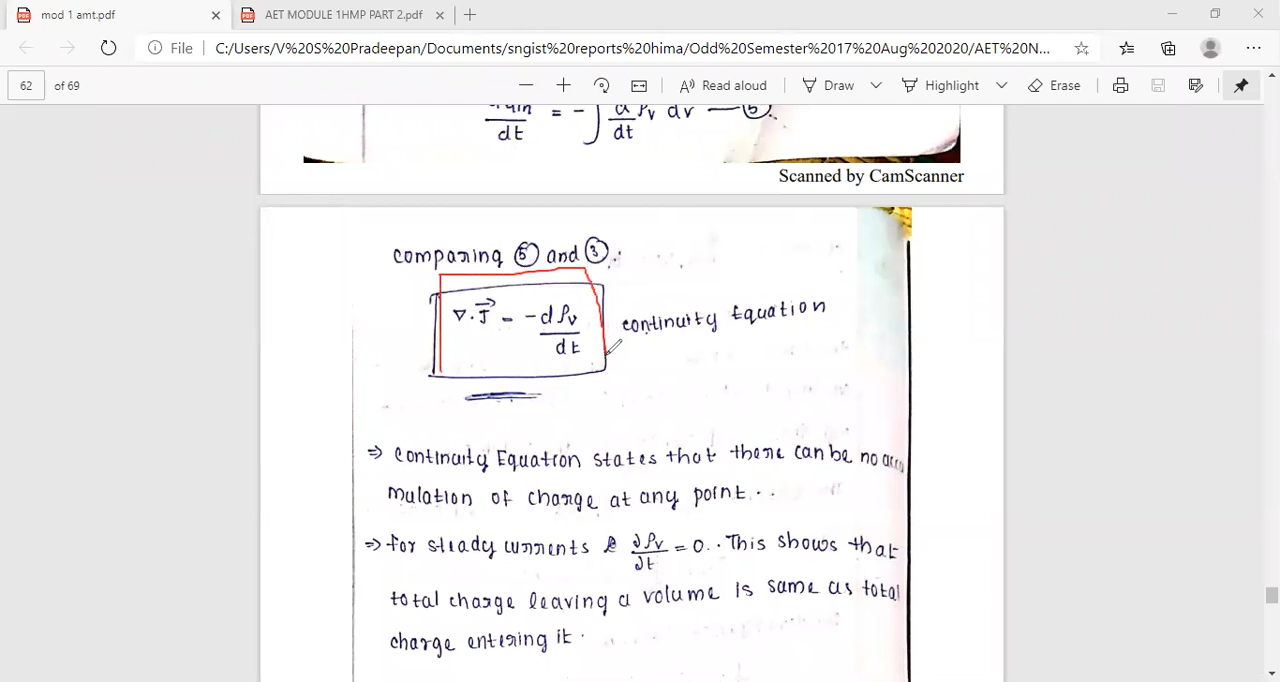 mod 1 amt.pdf
AET MODULE 1HMP PART 2.pdf
File
C:/Users/V%20S%20Pradeepan/Documents/sngist%20reports%20hima/Odd%20Semester%2017%20Aug%202020/AET%20N...
62 of 69
Read aloud
Draw
Highlight
Erase
dt = - ∫ d/dt ρv dv — ⑤.
Scanned by CamScanner
comparing ⑤ and ③.
∇.J⃗ = -dρv/dt continuity Equation
⇒ continuity Equation states that there can be no accu
mulation of charge at any point..
⇒ for steady currents ∂ρv/∂t = 0.. This shows that
total charge leaving a volume is same as total
charge entering it.